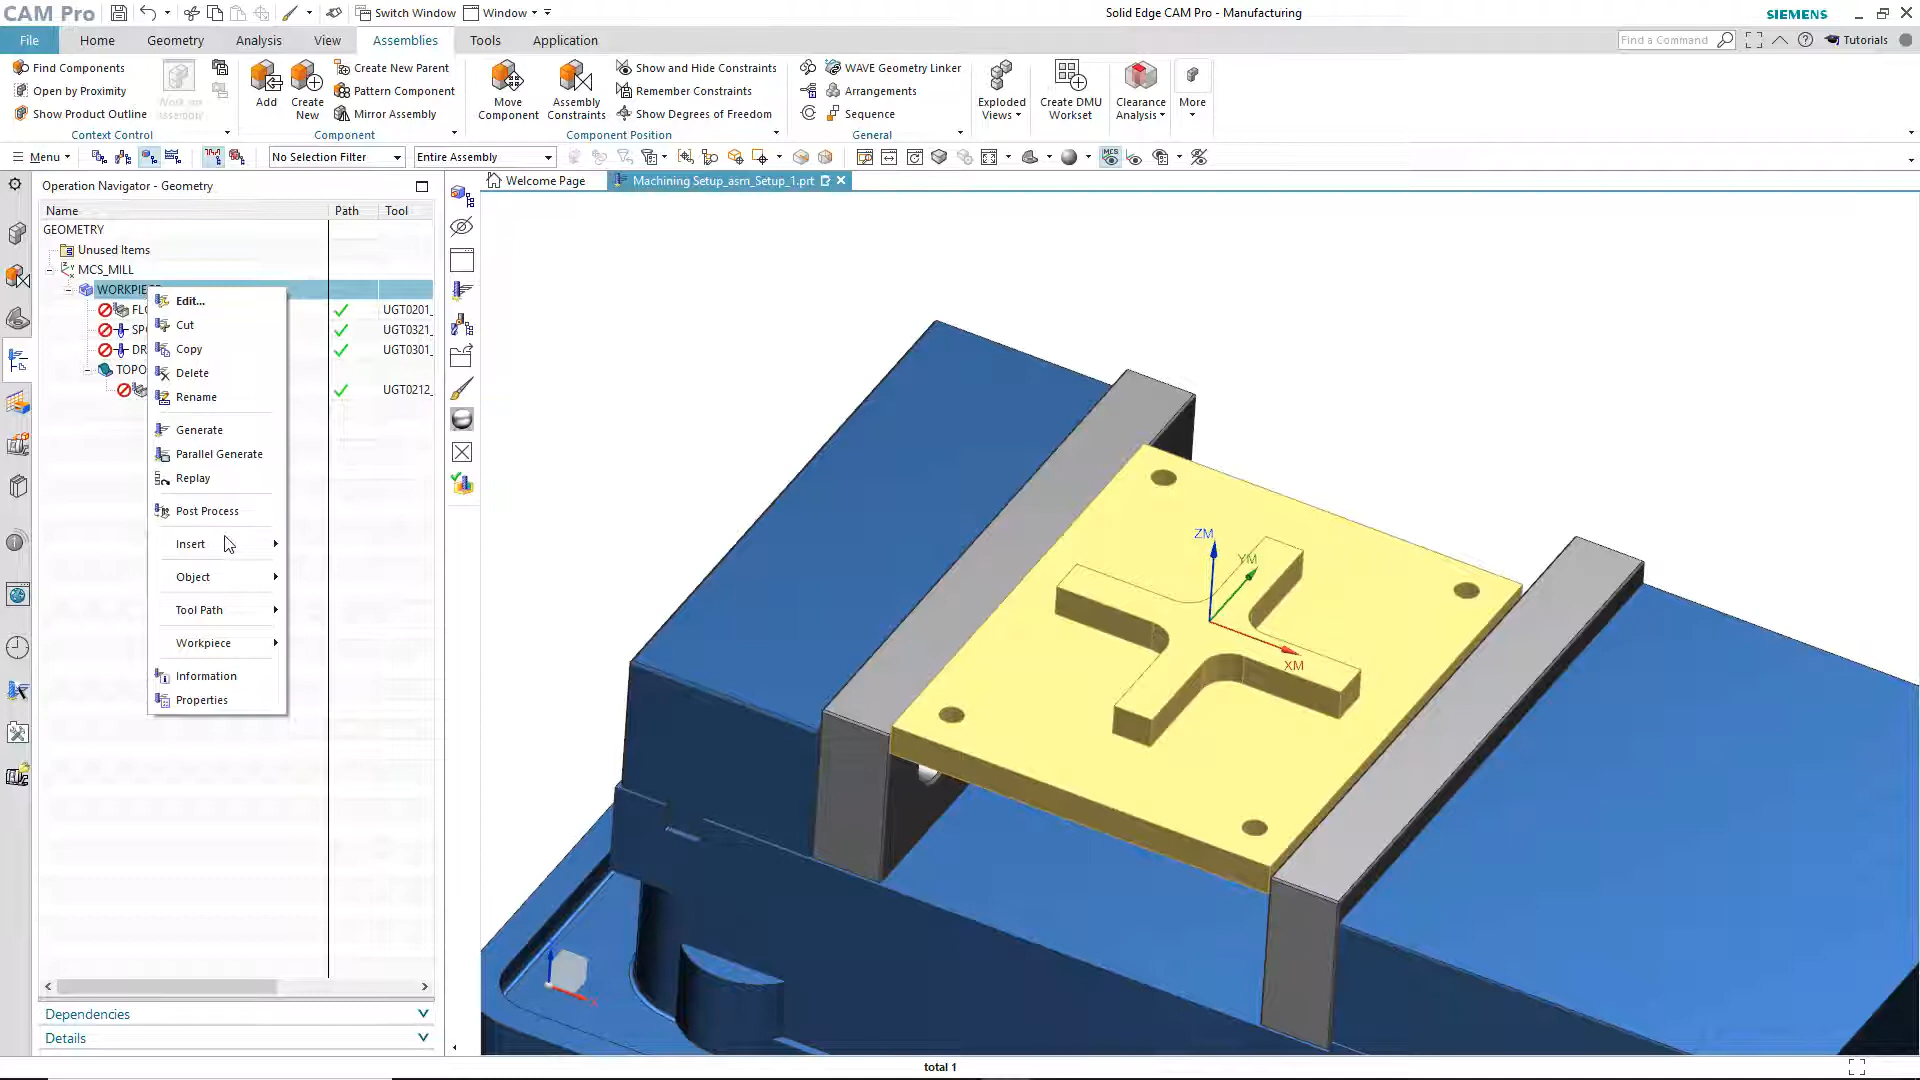 CAM Pro
Switch Window
Window
Solid Edge CAM Pro - Manufacturing
SIEMENS
File
Home
Geometry
Analysis
View
Assemblies
Tools
Application
Find a Command
Tutorials
Find Components
Open by Proximity
Show Product Outline
Context Control
Add
Create New
Create New Parent
Pattern Component
Mirror Assembly
Component
Move Component
Assembly Constraints
Show and Hide Constraints
Remember Constraints
Show Degrees of Freedom
Component Position
WAVE Geometry Linker
Arrangements
Sequence
General
Exploded Views
Create DMU Workset
Clearance Analysis
More
Menu
No Selection Filter
Entire Assembly
MCS
Operation Navigator - Geometry
Welcome Page
Machining Setup_asm_Setup_1.prt
Name
Path
Tool
GEOMETRY
Unused Items
MCS_MILL
FLO
UGT0201_
SPO
UGT0321_
DR
UGT0301_
TOPO
UGT0212_
Edit...
Cut
Copy
Delete
Rename
Generate
Parallel Generate
Replay
Post Process
Insert
Object
Tool Path
Workpiece
Information
Properties
ZM
YM
XM
X
Dependencies
Details
total 1